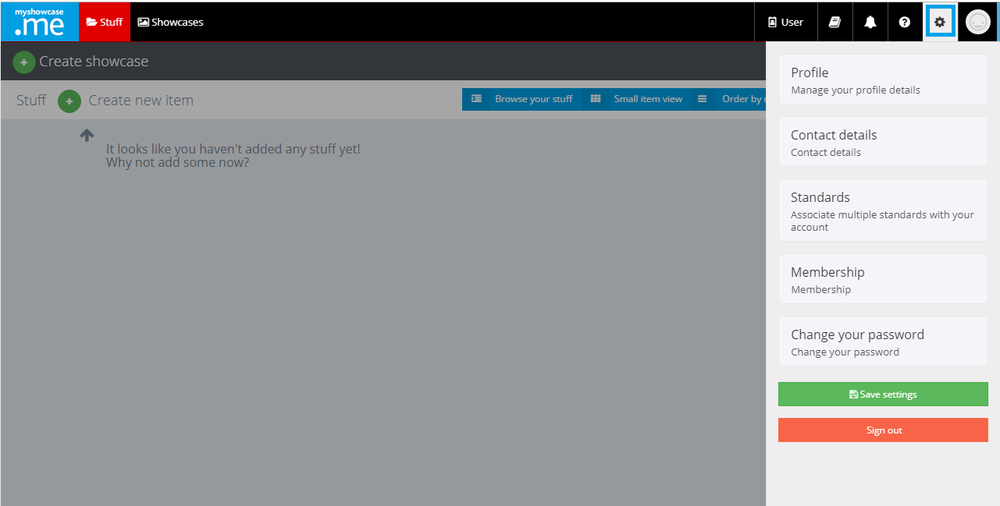 myshowcase
.me
Stuff
Showcases
User
Create showcase
Stuff
Create new item
Browse your stuff
Small item view
Order by
It looks like you haven't added any stuff yet!
Why not add some now?
Profile
Manage your profile details
Contact details
Contact details
Standards
Associate multiple standards with your
account
Membership
Membership
Change your password
Change your password
Save settings
Sign out